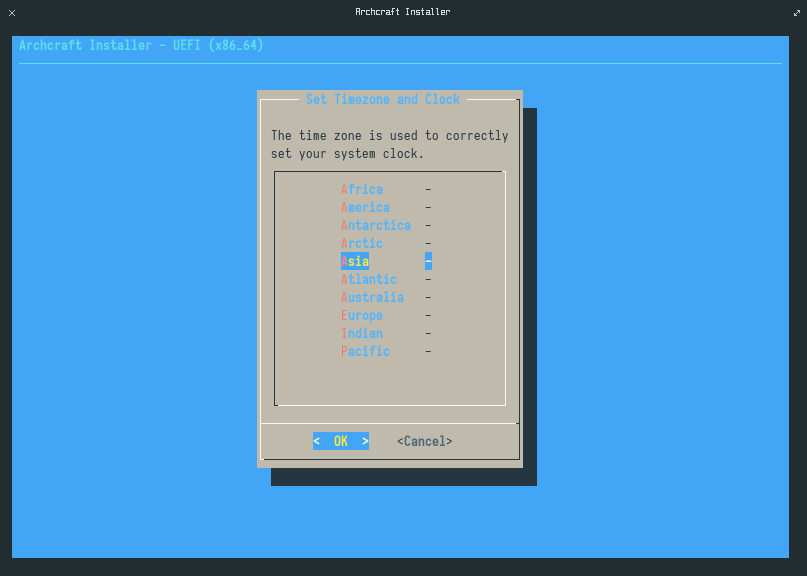 Archcraft Installer
Archcraft Installer - UEFI (x86_64)
Set Timezone and Clock
The time zone is used to correctly
set your system clock.
Africa -
America -
Antarctica -
Arctic -
Asia -
Atlantic -
Australia -
Europe -
Indian -
Pacific -
< OK > <Cancel>